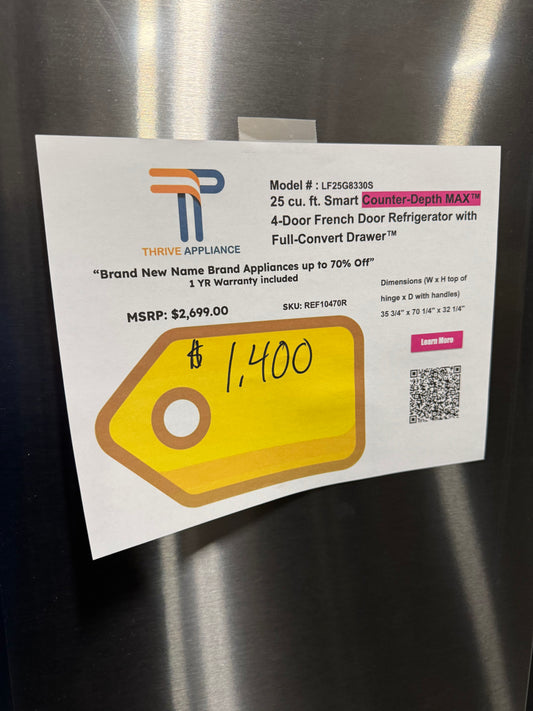 THRIVE APPLIANCE
Model # : LF25G8330S
25 cu. ft. Smart Counter-Depth MAX™
4-Door French Door Refrigerator with
Full-Convert Drawer™
“Brand New Name Brand Appliances up to 70% Off”
1 YR Warranty included
MSRP: $2,699.00
SKU: REF10470R
Dimensions (W x H top of
hinge x D with handles)
35 3/4” x 70 1/4” x 32 1/4”
Learn More
$ 1,400